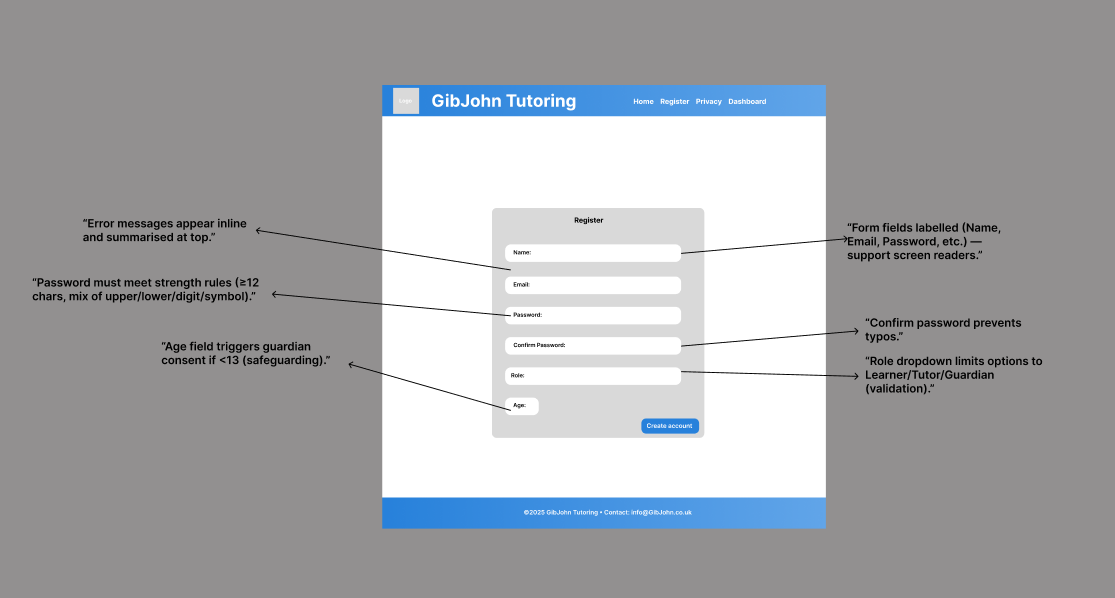 Logo
GibJohn Tutoring
Home Register Privacy Dashboard
“Error messages appear inline
and summarised at top.”
“Password must meet strength rules (≥12
chars, mix of upper/lower/digit/symbol).”
“Age field triggers guardian
consent if <13 (safeguarding).”
Register
Name:
Email:
Password:
Confirm Password:
Role:
Age:
Create account
“Form fields labelled (Name,
Email, Password, etc.) —
support screen readers.”
“Confirm password prevents
typos.”
“Role dropdown limits options to
Learner/Tutor/Guardian
(validation).”
©2025 GibJohn Tutoring • Contact: info@GibJohn.co.uk